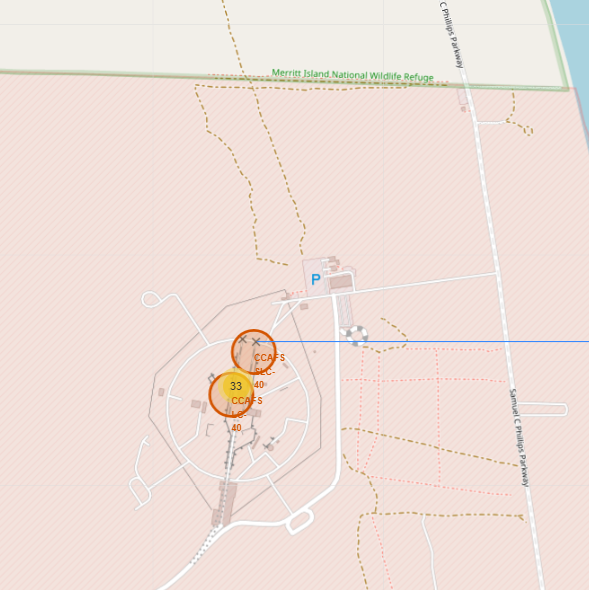 C Phillips Parkway
Merritt Island National Wildlife Refuge
P
CCAFS
SLC-
40
33
CCAFS
LC-
40
Samuel C Phillips Parkway